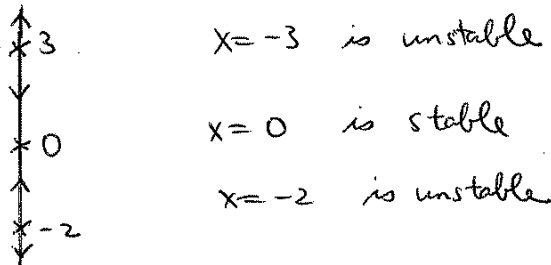 3 x = -3 is unstable
0 x = 0 is stable
-2 x = -2 is unstable